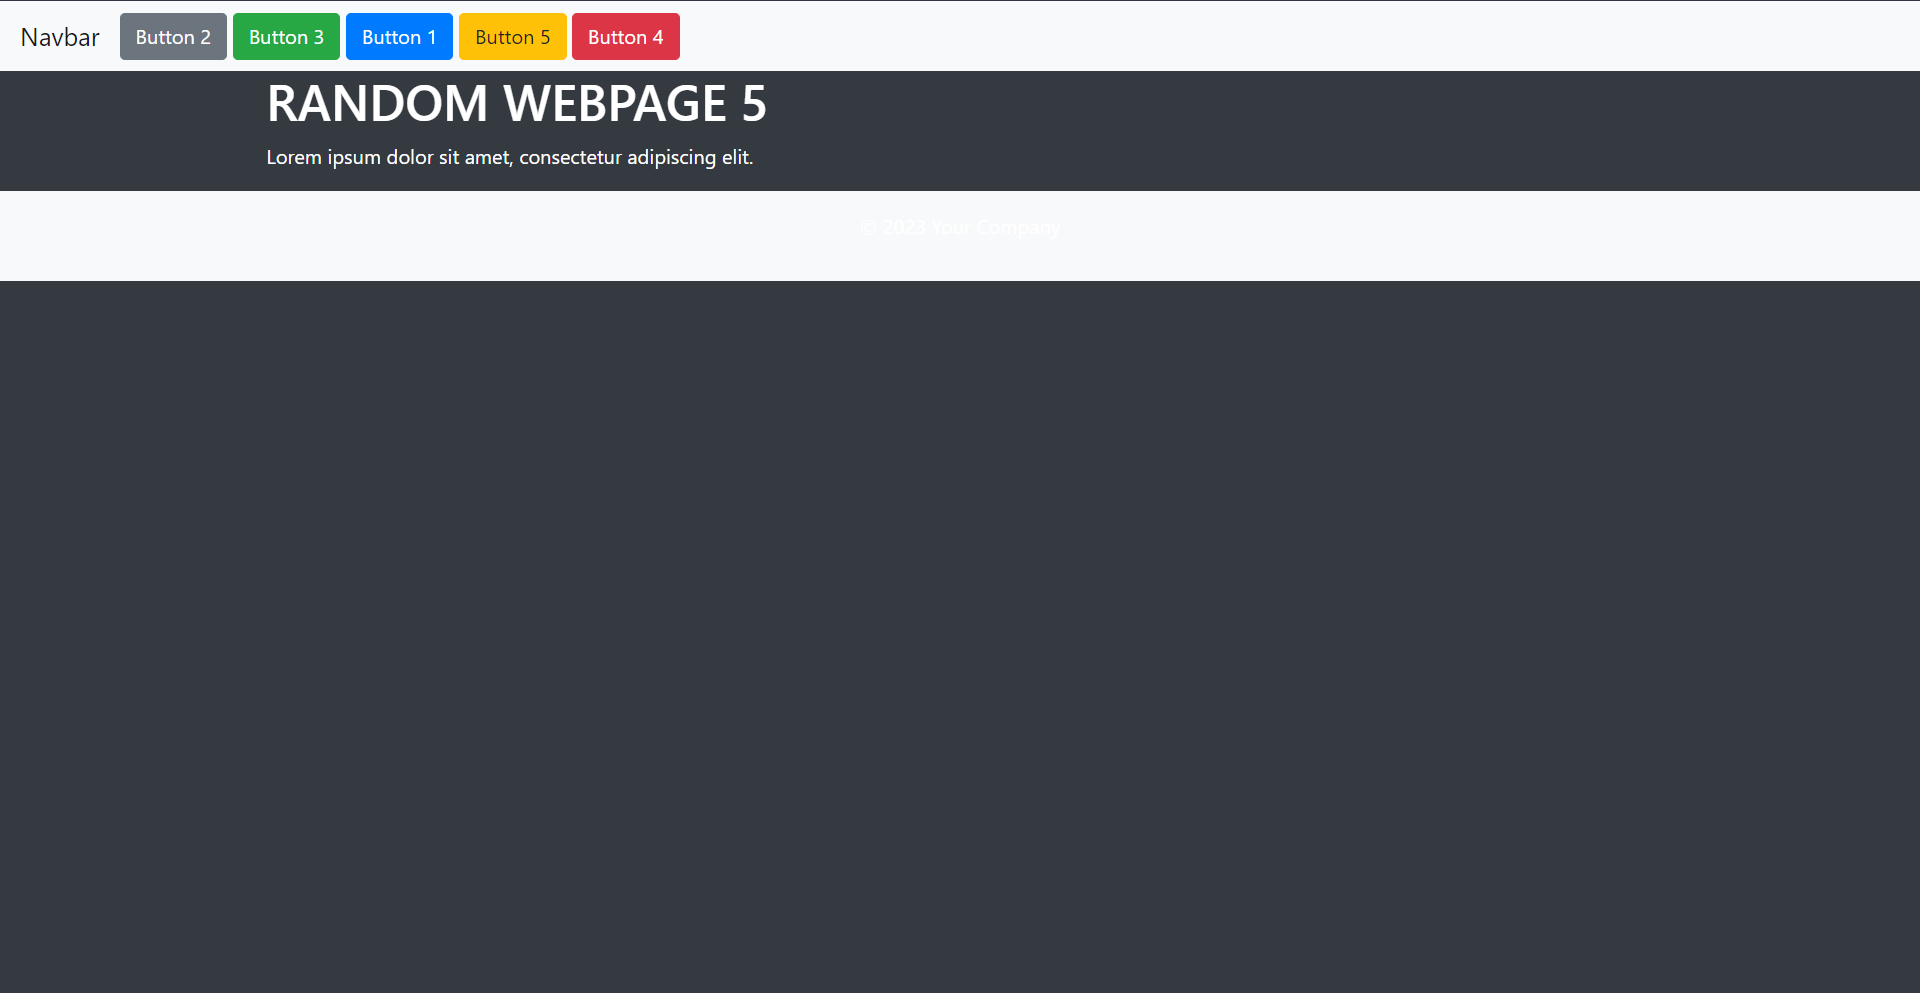 Navbar Button 2 Button 3 Button 1 Button 5 Button 4
RANDOM WEBPAGE 5
Lorem ipsum dolor sit amet, consectetur adipiscing elit.
© 2023 Your Company